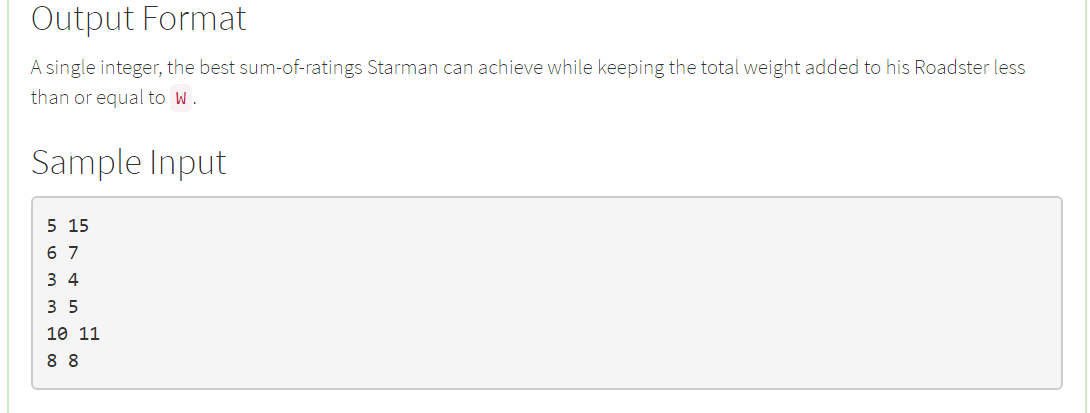 Output Format
A single integer, the best sum-of-ratings Starman can achieve while keeping the total weight added to his Roadster less
than or equal to W.
Sample Input
5 15
6 7
3 4
3 5
10 11
8 8